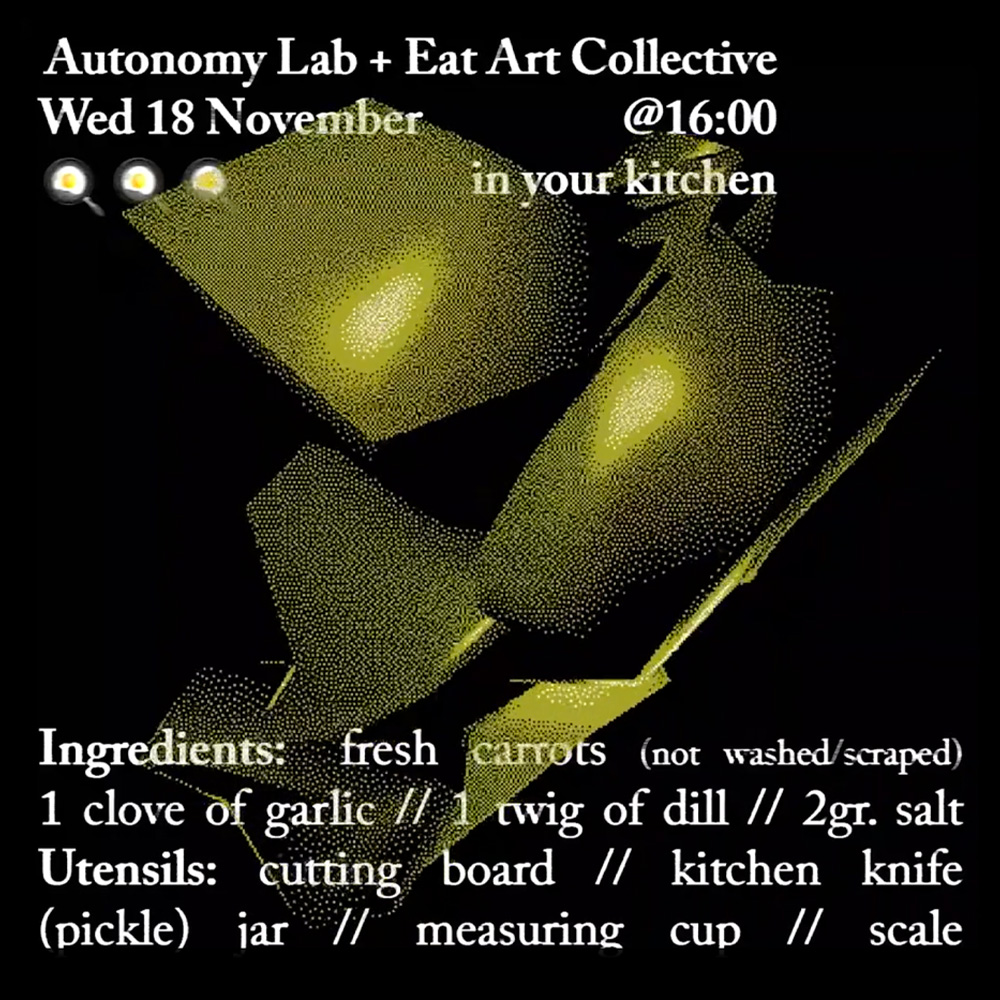 Autonomy Lab + Eat Art Collective
Wed 18 November @16:00
in your kitchen
Ingredients: fresh carrots (not washed/scraped)
1 clove of garlic // 1 twig of dill // 2gr. salt
Utensils: cutting board // kitchen knife
(pickle) jar // measuring cup // scale